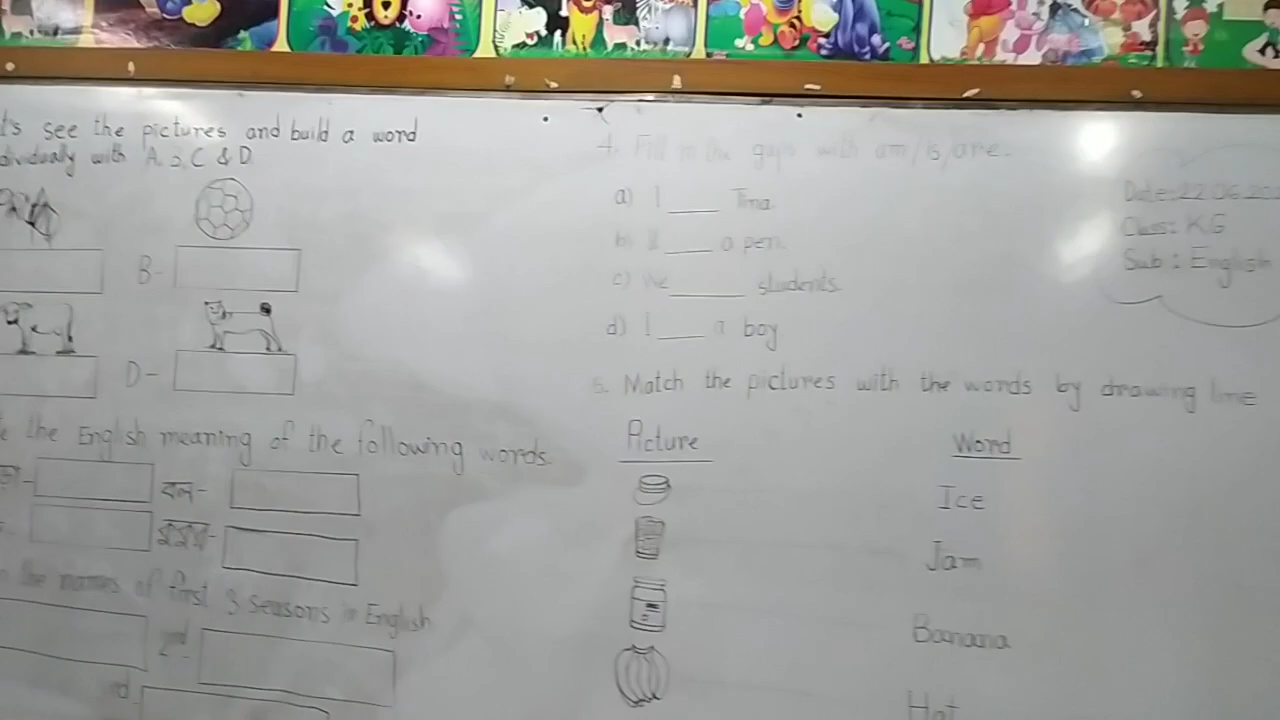 t's see the pictures and build a word
dividually with A, B, C & D
B-
D-
the English meaning of the following words.
বল-
the names of first 3 seasons in English
2nd
4. Fill in the gaps with am/is/are.
a) I ____ Tina.
b) It ____ a pen.
c) We ____ students.
d) I ____ a boy
5. Match the pictures with the words by drawing line
Picture Word
Ice
Jam
Banana
Hat
Date: 22.06.20
Class: KG
Sub: English